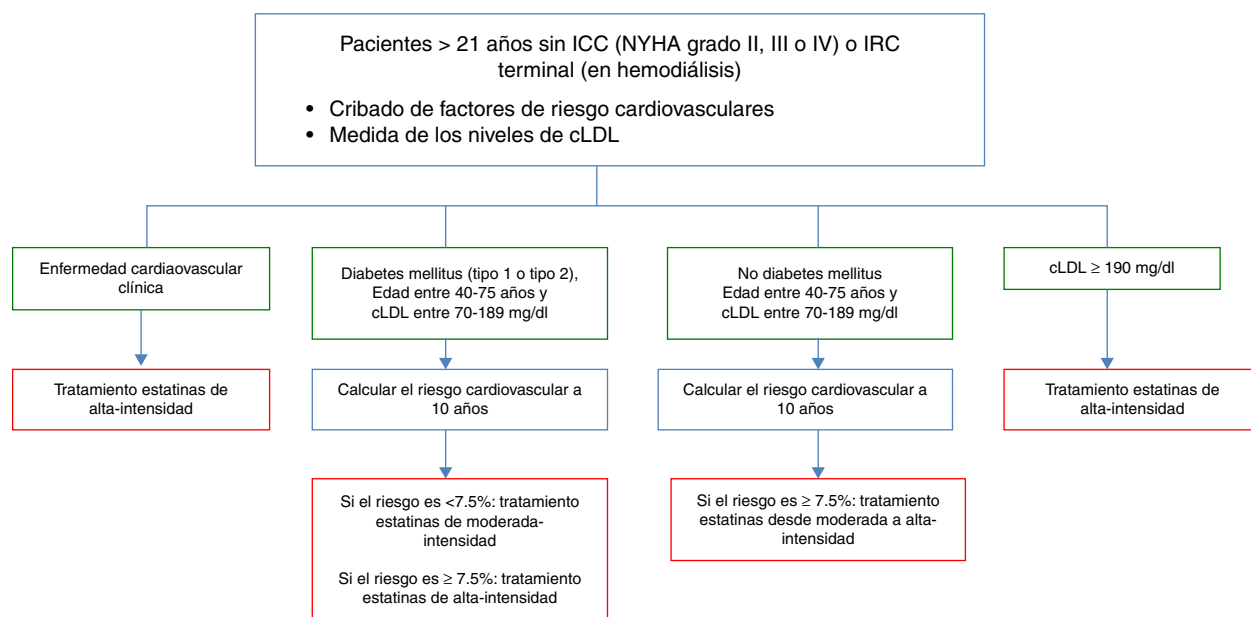 Pacientes > 21 años sin ICC (NYHA grado II, III o IV) o IRC
terminal (en hemodiálisis)
• Cribado de factores de riesgo cardiovasculares
• Medida de los niveles de cLDL
Enfermedad cardiaovascular
clínica
Tratamiento estatinas de
alta-intensidad
Diabetes mellitus (tipo 1 o tipo 2),
Edad entre 40-75 años y
cLDL entre 70-189 mg/dl
Calcular el riesgo cardiovascular a
10 años
Si el riesgo es <7.5%: tratamiento
estatinas de moderada-
intensidad
Si el riesgo es ≥ 7.5%: tratamiento
estatinas de alta-intensidad
No diabetes mellitus
Edad entre 40-75 años y
cLDL entre 70-189 mg/dl
Calcular el riesgo cardiovascular a
10 años
Si el riesgo es ≥ 7.5%: tratamiento
estatinas desde moderada a alta-
intensidad
cLDL ≥ 190 mg/dl
Tratamiento estatinas de
alta-intensidad